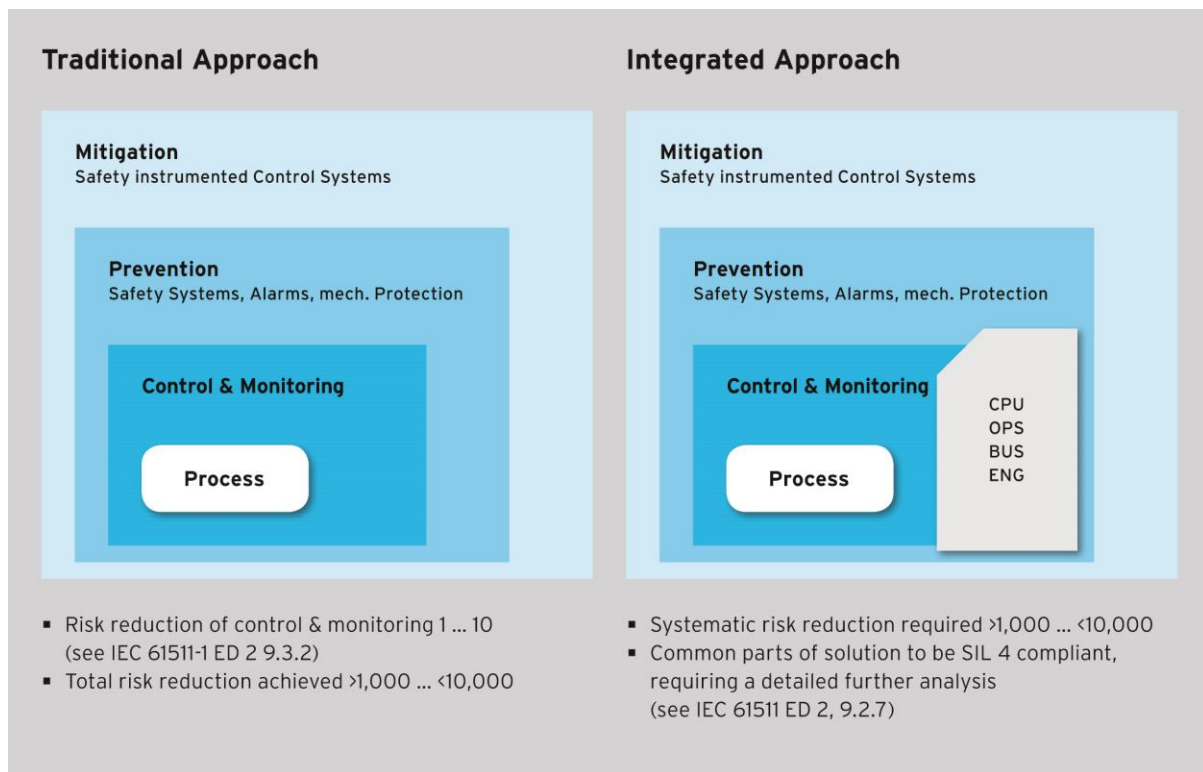 Traditional Approach
Mitigation
Safety instrumented Control Systems
Prevention
Safety Systems, Alarms, mech. Protection
Control & Monitoring
Process
▪ Risk reduction of control & monitoring 1 ... 10
(see IEC 61511-1 ED 2 9.3.2)
▪ Total risk reduction achieved >1,000 ... <10,000
Integrated Approach
Mitigation
Safety instrumented Control Systems
Prevention
Safety Systems, Alarms, mech. Protection
Control & Monitoring
Process
CPU
OPS
BUS
ENG
▪ Systematic risk reduction required >1,000 ... <10,000
▪ Common parts of solution to be SIL 4 compliant,
requiring a detailed further analysis
(see IEC 61511 ED 2, 9.2.7)